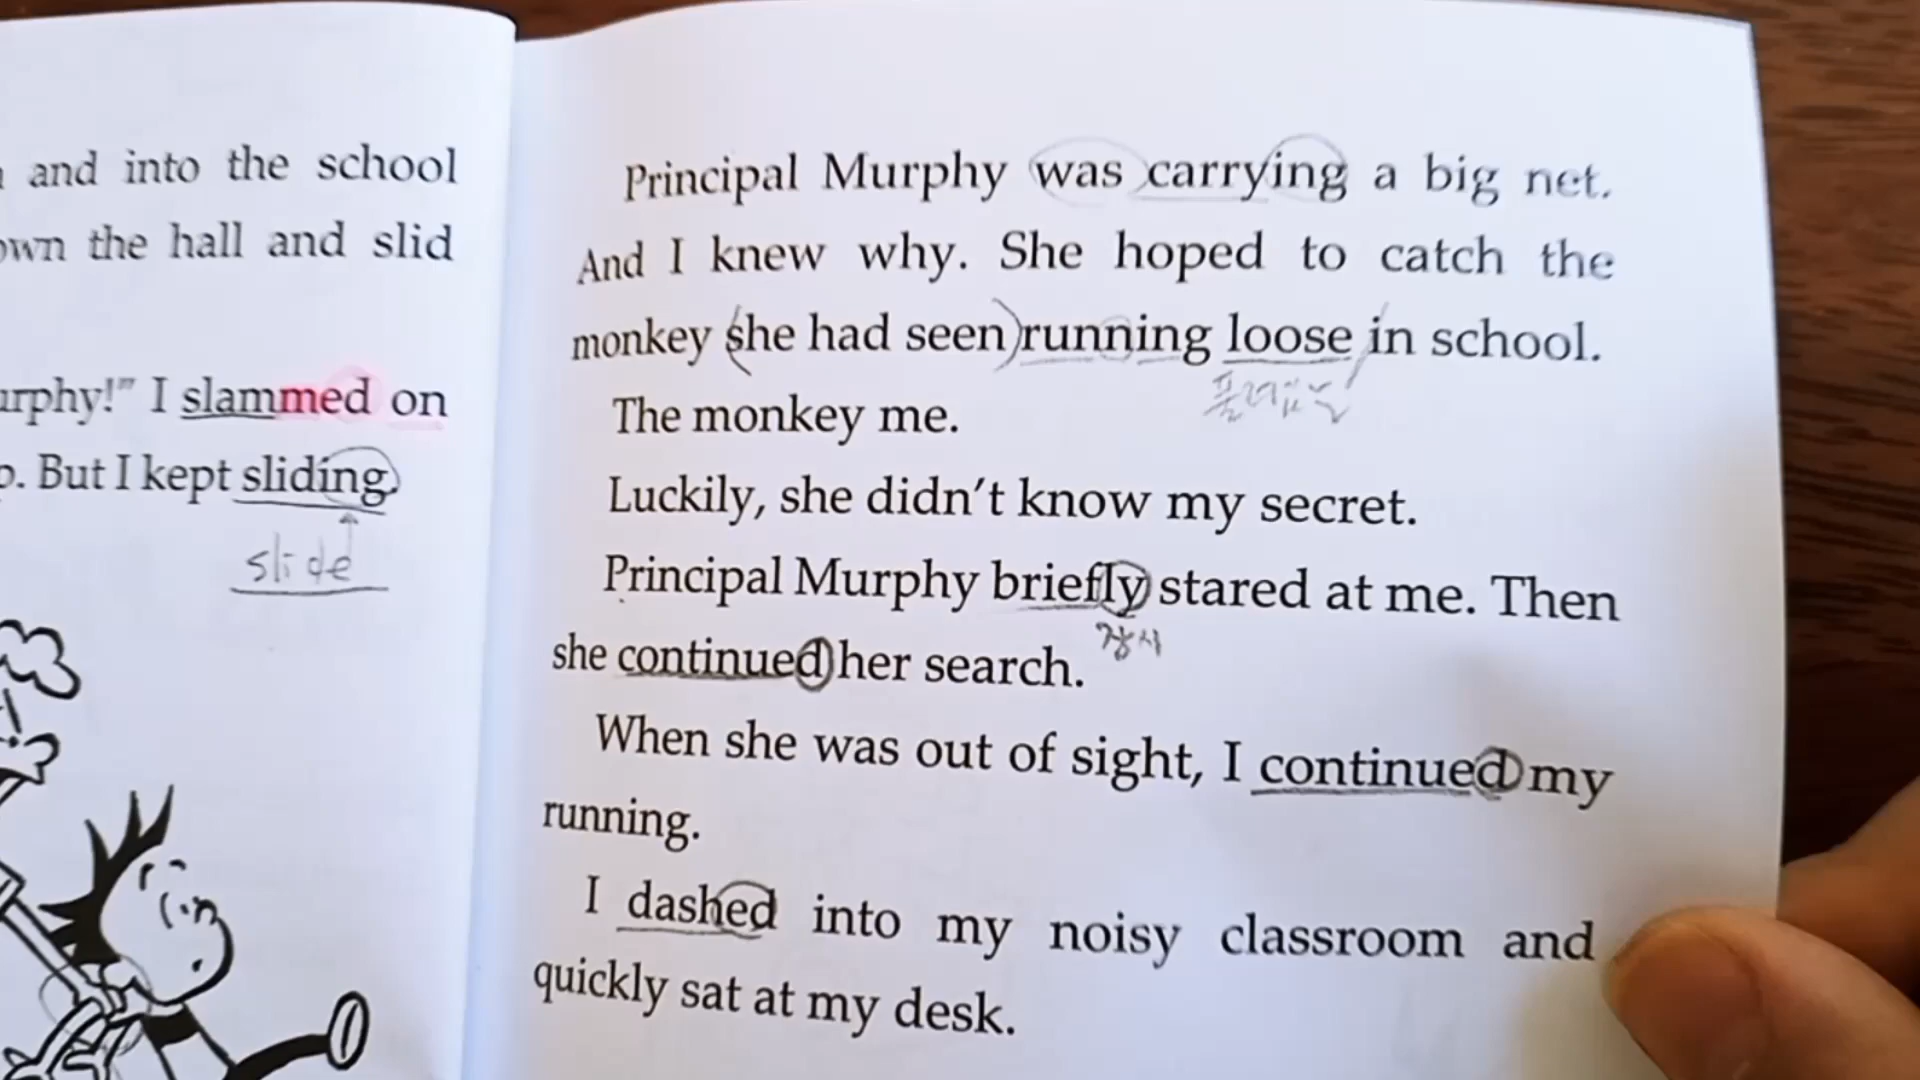 and into the school
own the hall and slid
urphy!" I slammed on
But I kept sliding
slide
Principal Murphy was carrying a big net.
And I knew why. She hoped to catch the
monkey she had seen running loose in school.
The monkey me.
Luckily, she didn't know my secret.
Principal Murphy briefly stared at me. Then
잠시
she continued her search.
When she was out of sight, I continued my
running.
I dashed into my noisy classroom and
quickly sat at my desk.